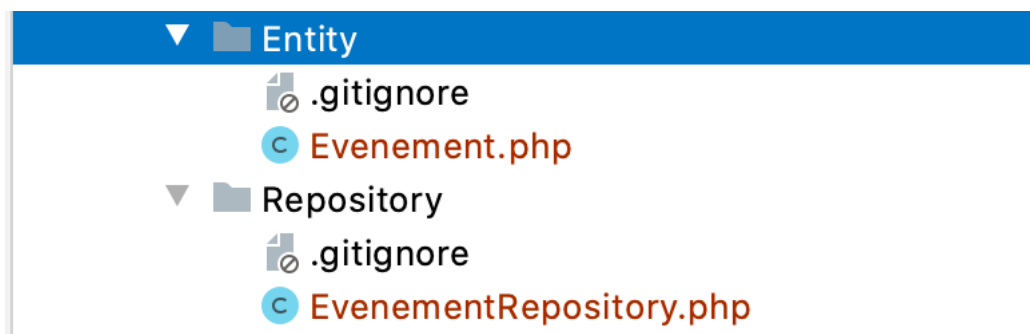 Entity
.gitignore
C Evenement.php
Repository
.gitignore
C EvenementRepository.php